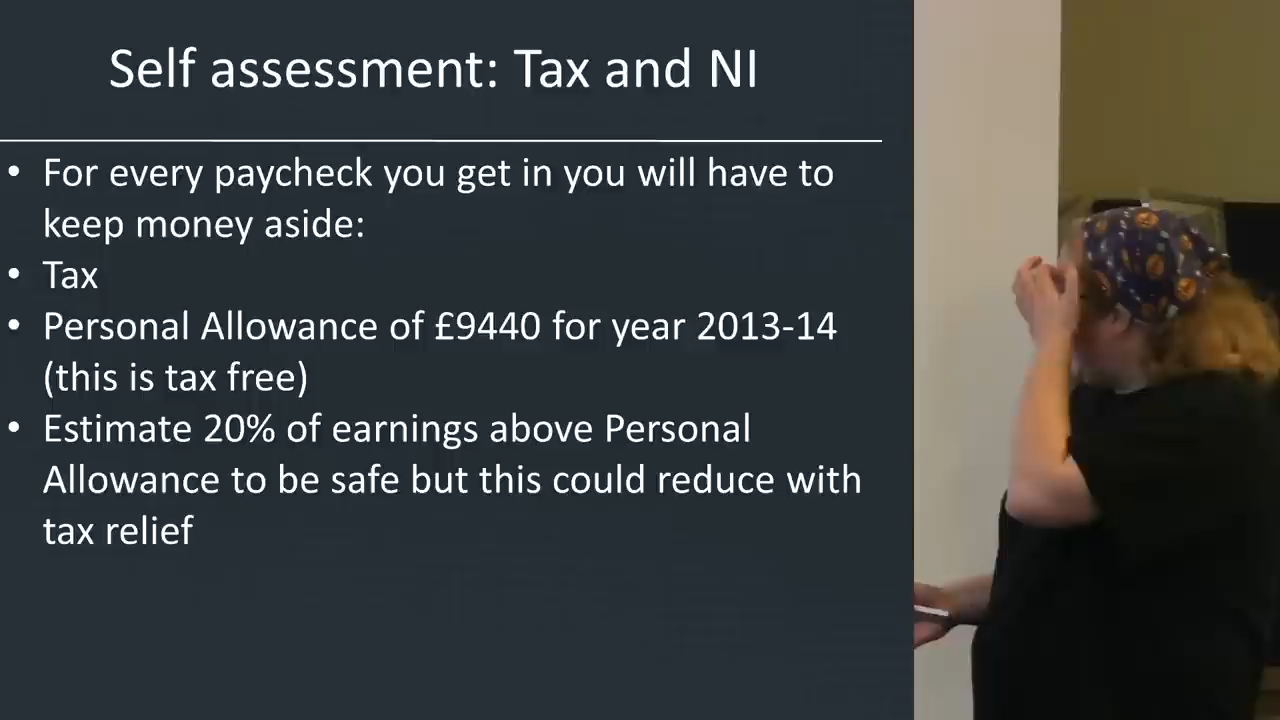 Self assessment: Tax and NI
• For every paycheck you get in you will have to
keep money aside:
• Tax
• Personal Allowance of £9440 for year 2013-14
(this is tax free)
• Estimate 20% of earnings above Personal
Allowance to be safe but this could reduce with
tax relief